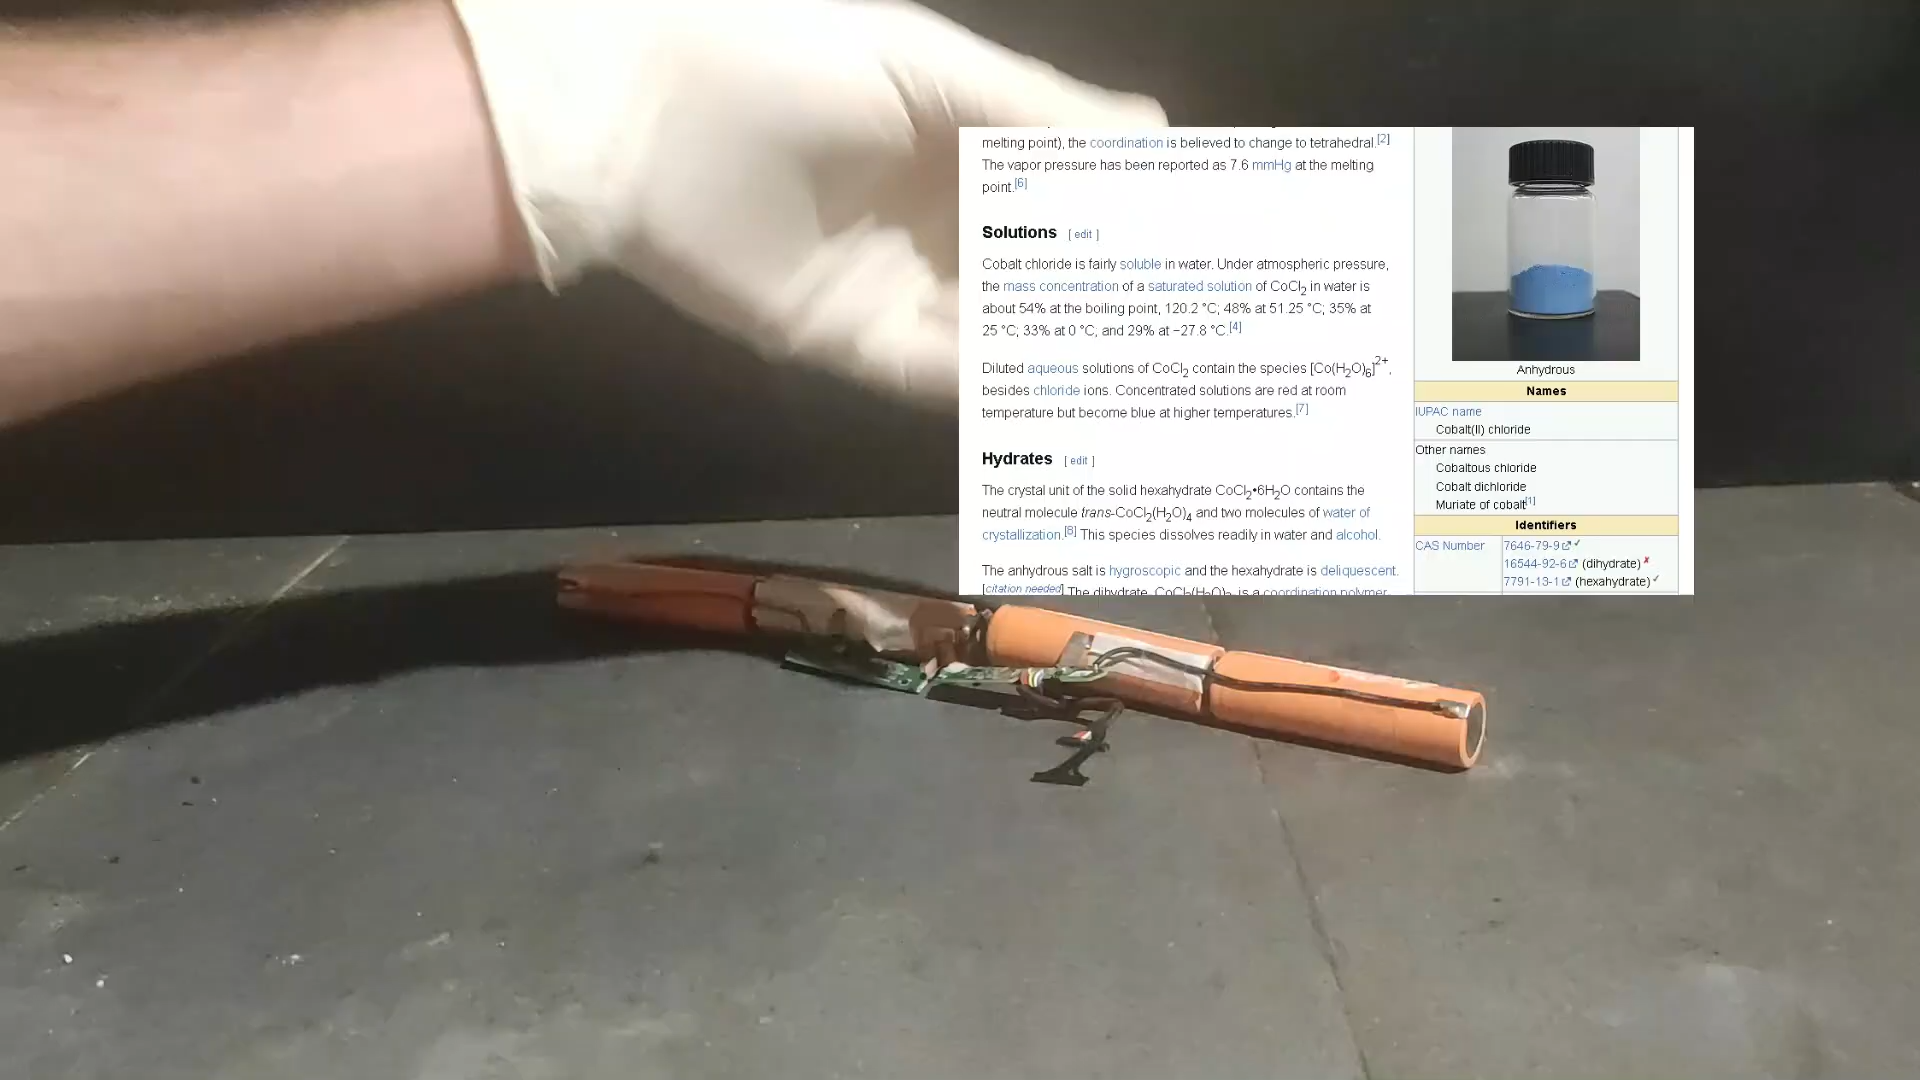 melting point), the coordination is believed to change to tetrahedral.[2]
The vapor pressure has been reported as 7.6 mmHg at the melting
point.[6]
Solutions [ edit ]
Cobalt chloride is fairly soluble in water. Under atmospheric pressure,
the mass concentration of a saturated solution of CoCl2 in water is
about 54% at the boiling point, 120.2 °C; 48% at 51.25 °C; 35% at
25 °C; 33% at 0 °C; and 29% at −27.8 °C.[4]
Diluted aqueous solutions of CoCl2 contain the species [Co(H2O)6]2+,
besides chloride ions. Concentrated solutions are red at room
temperature but become blue at higher temperatures.[7]
Hydrates [ edit ]
The crystal unit of the solid hexahydrate CoCl2•6H2O contains the
neutral molecule trans-CoCl2(H2O)4 and two molecules of water of
crystallization.[8] This species dissolves readily in water and alcohol.
The anhydrous salt is hygroscopic and the hexahydrate is deliquescent.
[citation needed] The dihydrate, CoCl2(H2O)2, is a coordination polymer.
Anhydrous
Names
IUPAC name
Cobalt(II) chloride
Other names
Cobaltous chloride
Cobalt dichloride
Muriate of cobalt[1]
Identifiers
CAS Number 7646-79-9 ✓
16544-92-6 (dihydrate) ✗
7791-13-1 (hexahydrate) ✓